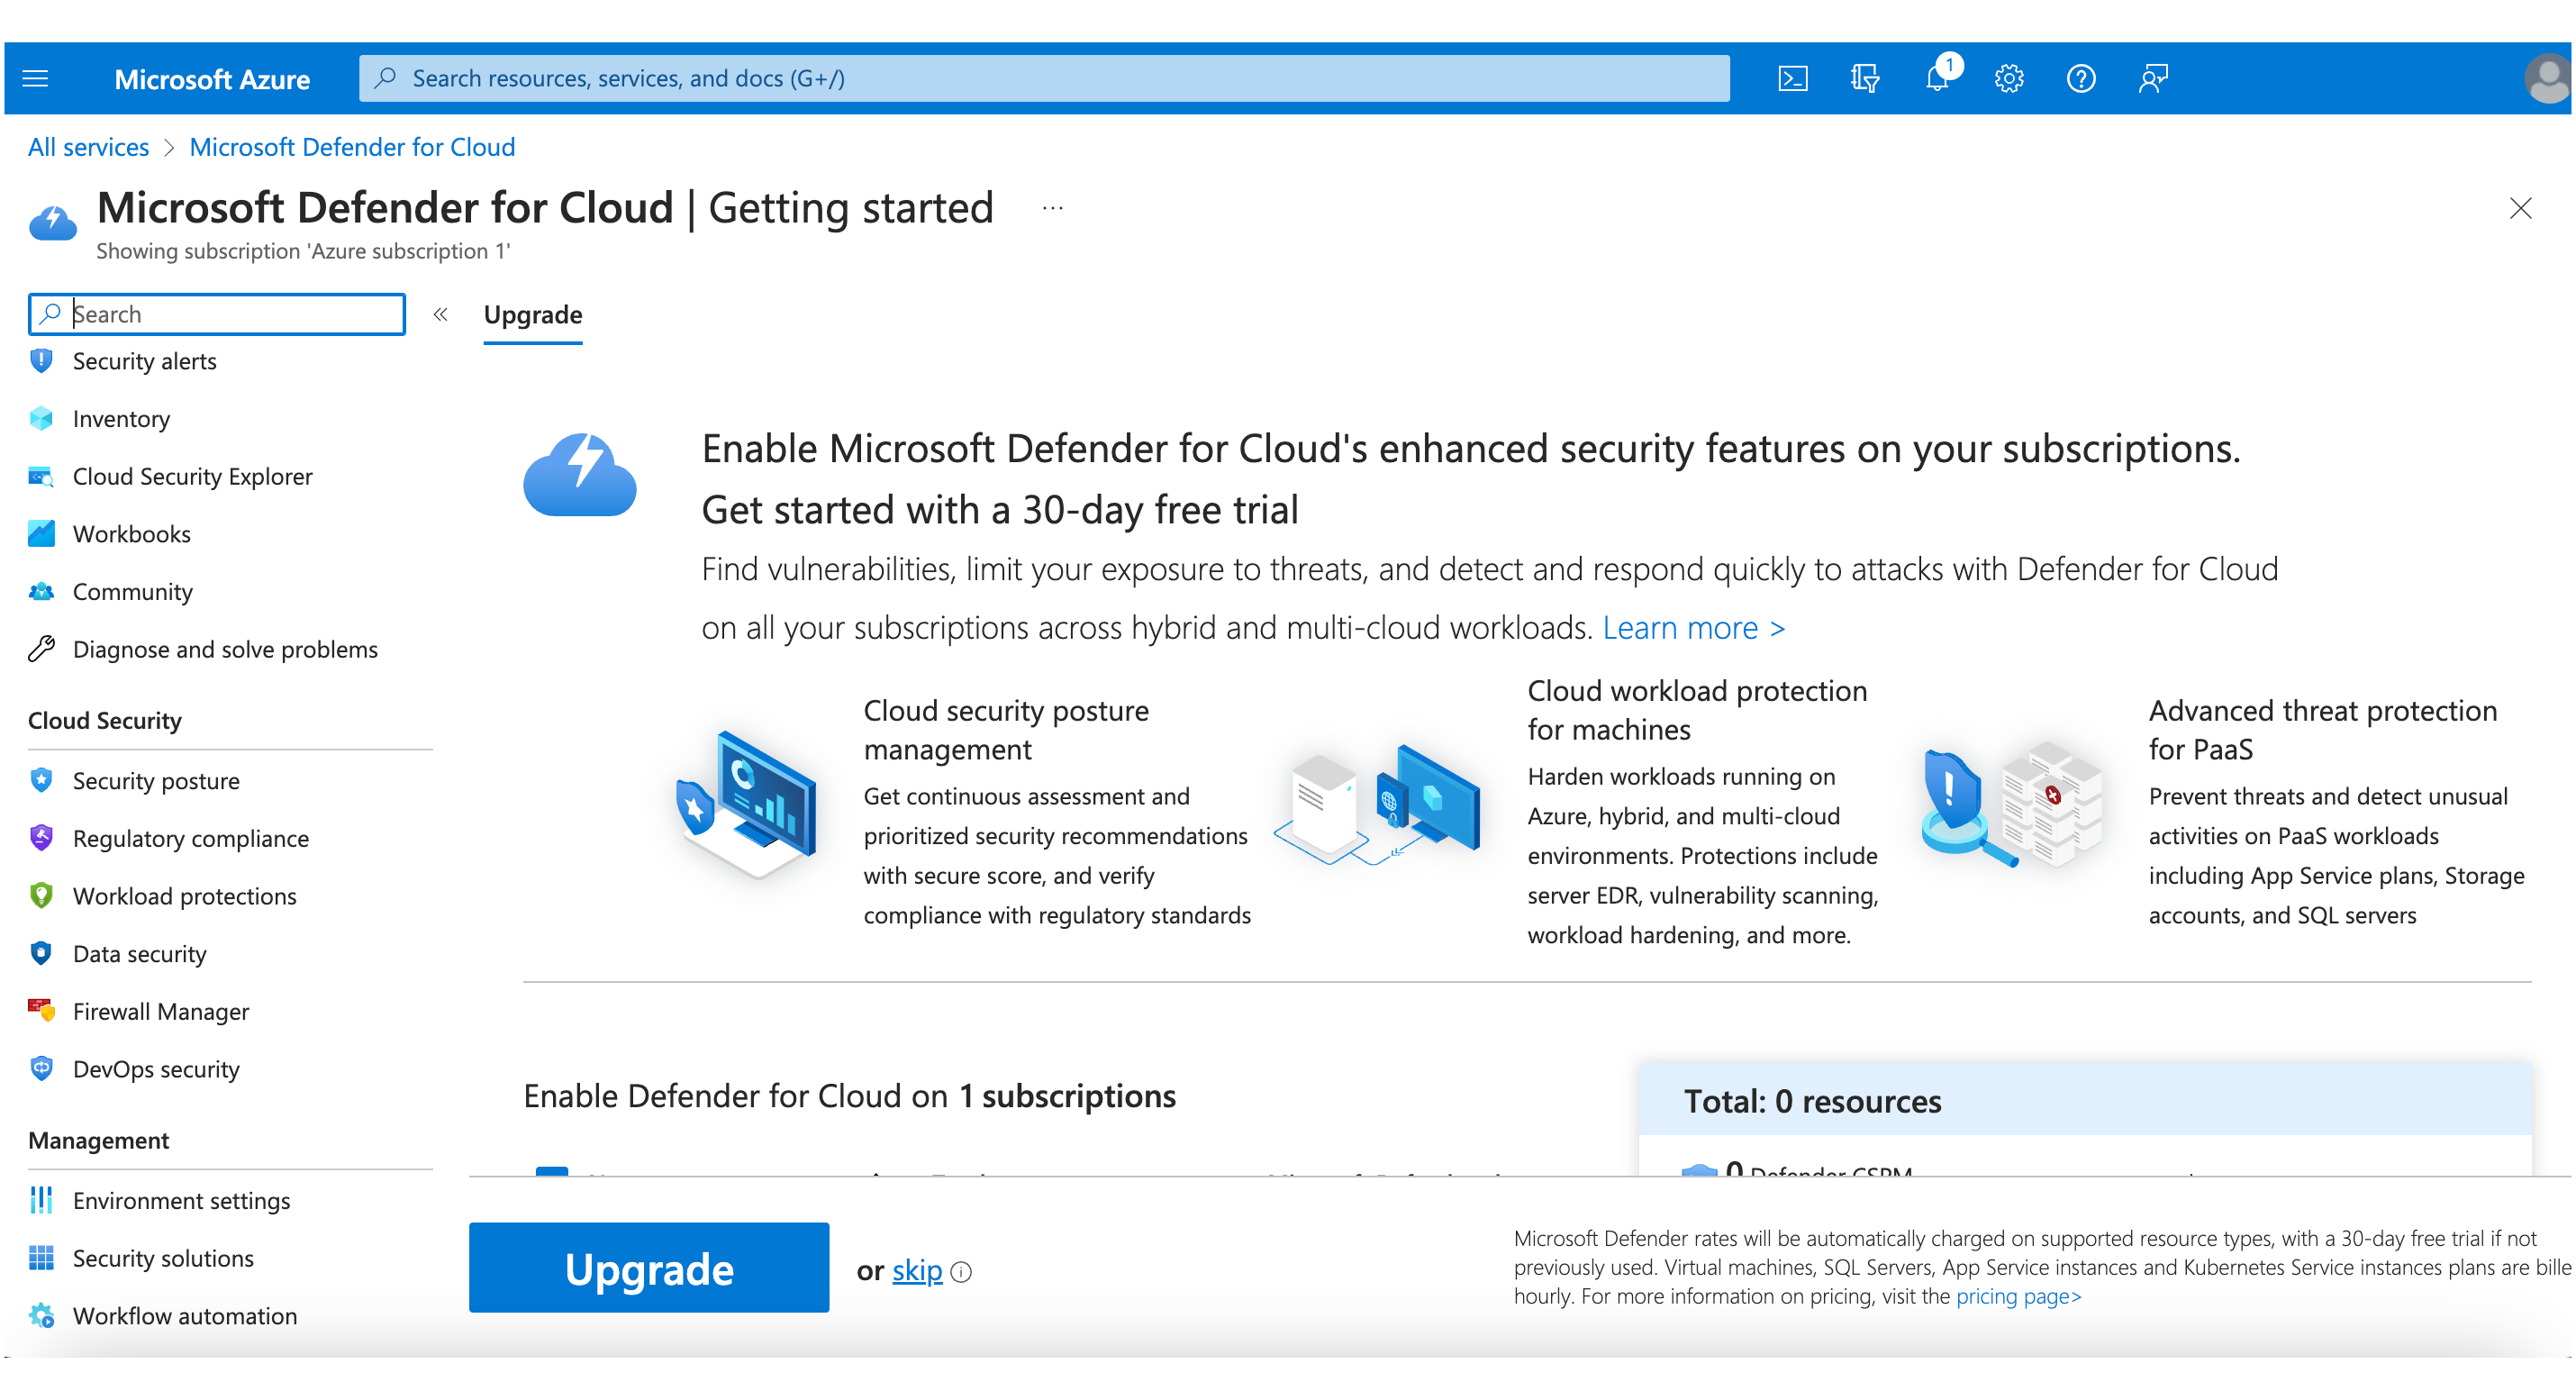 Microsoft Azure
Search resources, services, and docs (G+/)
1
All services > Microsoft Defender for Cloud
Microsoft Defender for Cloud | Getting started ...
Showing subscription 'Azure subscription 1'
Search
«
Security alerts
Inventory
Cloud Security Explorer
Workbooks
Community
Diagnose and solve problems
Cloud Security
Security posture
Regulatory compliance
Workload protections
Data security
Firewall Manager
DevOps security
Management
Environment settings
Security solutions
Workflow automation
Upgrade
Enable Microsoft Defender for Cloud's enhanced security features on your subscriptions.
Get started with a 30-day free trial
Find vulnerabilities, limit your exposure to threats, and detect and respond quickly to attacks with Defender for Cloud
on all your subscriptions across hybrid and multi-cloud workloads. Learn more >
Cloud security posture
management
Get continuous assessment and
prioritized security recommendations
with secure score, and verify
compliance with regulatory standards
Cloud workload protection
for machines
Harden workloads running on
Azure, hybrid, and multi-cloud
environments. Protections include
server EDR, vulnerability scanning,
workload hardening, and more.
Advanced threat protection
for PaaS
Prevent threats and detect unusual
activities on PaaS workloads
including App Service plans, Storage
accounts, and SQL servers
Enable Defender for Cloud on 1 subscriptions
Total: 0 resources
0 Defender CSPM
Upgrade
or skip
Microsoft Defender rates will be automatically charged on supported resource types, with a 30-day free trial if not
previously used. Virtual machines, SQL Servers, App Service instances and Kubernetes Service instances plans are bille
hourly. For more information on pricing, visit the pricing page>